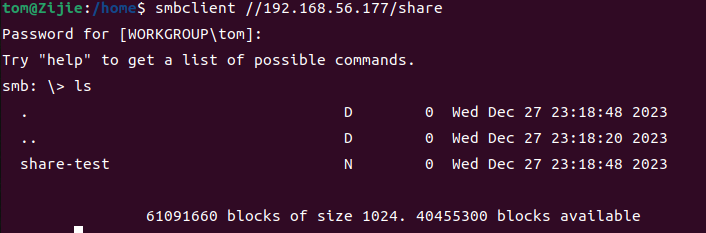 tom@Zijie:/home$ smbclient //192.168.56.177/share
Password for [WORKGROUP\tom]:
Try "help" to get a list of possible commands.
smb: \> ls
. D 0 Wed Dec 27 23:18:48 2023
.. D 0 Wed Dec 27 23:18:20 2023
share-test N 0 Wed Dec 27 23:18:48 2023
61091660 blocks of size 1024. 40455300 blocks available